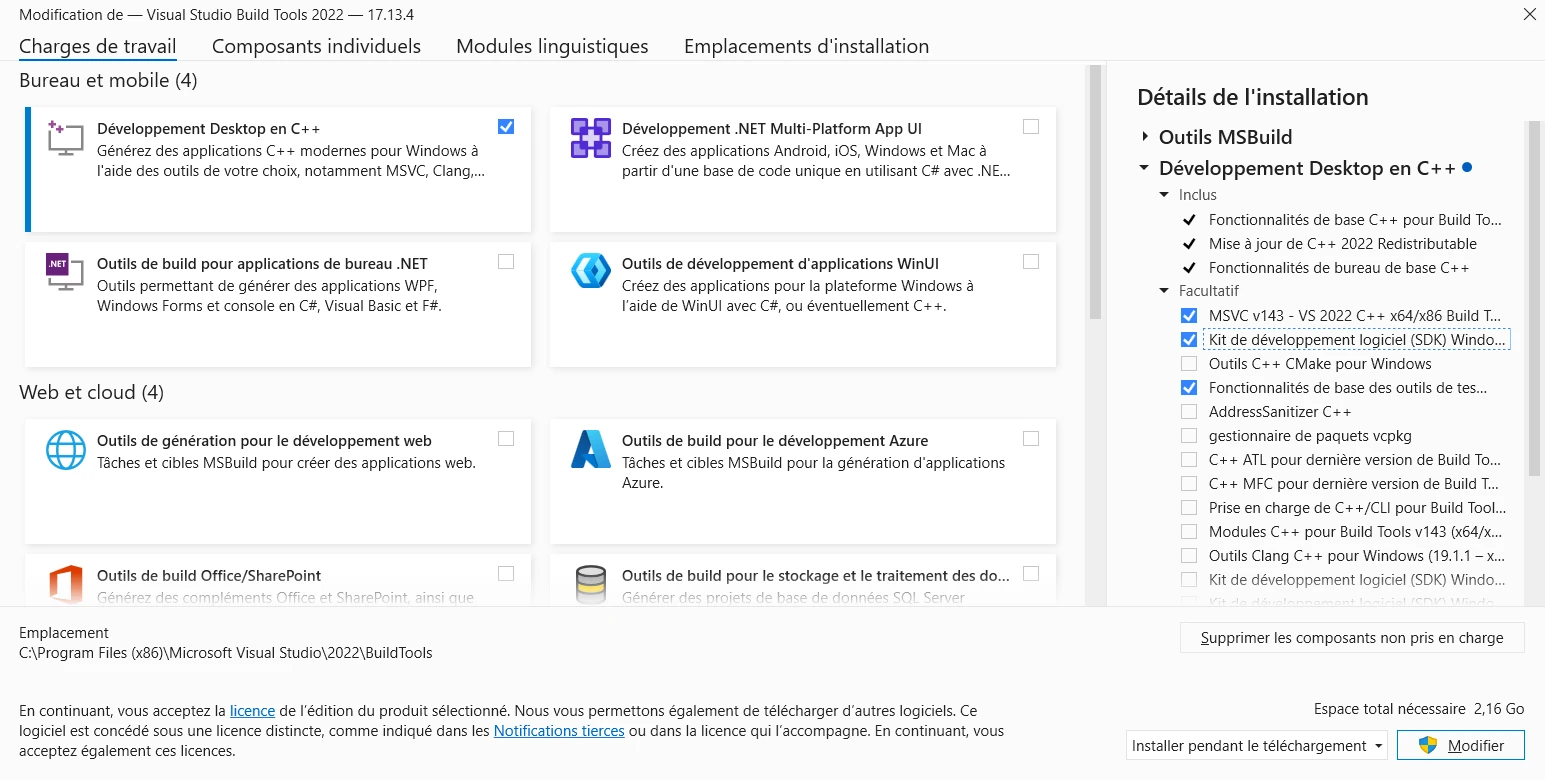 Modification de — Visual Studio Build Tools 2022 — 17.13.4
Charges de travail
Composants individuels
Modules linguistiques
Emplacements d'installation
Bureau et mobile (4)
Développement Desktop en C++
Générez des applications C++ modernes pour Windows à
l'aide des outils de votre choix, notamment MSVC, Clang,...
Développement .NET Multi-Platform App UI
Créez des applications Android, iOS, Windows et Mac à
partir d'une base de code unique en utilisant C# avec .NE...
.NET
Outils de build pour applications de bureau .NET
Outils permettant de générer des applications WPF,
Windows Forms et console en C#, Visual Basic et F#.
Outils de développement d'applications WinUI
Créez des applications pour la plateforme Windows à
l’aide de WinUI avec C#, ou éventuellement C++.
Web et cloud (4)
Outils de génération pour le développement web
Tâches et cibles MSBuild pour créer des applications web.
Outils de build pour le développement Azure
Tâches et cibles MSBuild pour la génération d'applications
Azure.
Outils de build Office/SharePoint
Générez des compléments Office et SharePoint, ainsi que
Outils de build pour le stockage et le traitement des do...
Générer des projets de base de données SQL Server
Détails de l'installation
Outils MSBuild
Développement Desktop en C++
Inclus
Fonctionnalités de base C++ pour Build To...
Mise à jour de C++ 2022 Redistributable
Fonctionnalités de bureau de base C++
Facultatif
MSVC v143 - VS 2022 C++ x64/x86 Build T...
Kit de développement logiciel (SDK) Windo...
Outils C++ CMake pour Windows
Fonctionnalités de base des outils de tes...
AddressSanitizer C++
gestionnaire de paquets vcpkg
C++ ATL pour dernière version de Build To...
C++ MFC pour dernière version de Build T...
Prise en charge de C++/CLI pour Build Tool...
Modules C++ pour Build Tools v143 (x64/x...
Outils Clang C++ pour Windows (19.1.1 – x...
Kit de développement logiciel (SDK) Windo...
Kit de développement logiciel (SDK) Windo...
Emplacement
C:\Program Files (x86)\Microsoft Visual Studio\2022\BuildTools
Supprimer les composants non pris en charge
En continuant, vous acceptez la licence de l’édition du produit sélectionné. Nous vous permettons également de télécharger d’autres logiciels. Ce
logiciel est concédé sous une licence distincte, comme indiqué dans les Notifications tierces ou dans la licence qui l’accompagne. En continuant, vous
acceptez également ces licences.
Espace total nécessaire 2,16 Go
Installer pendant le téléchargement
Modifier